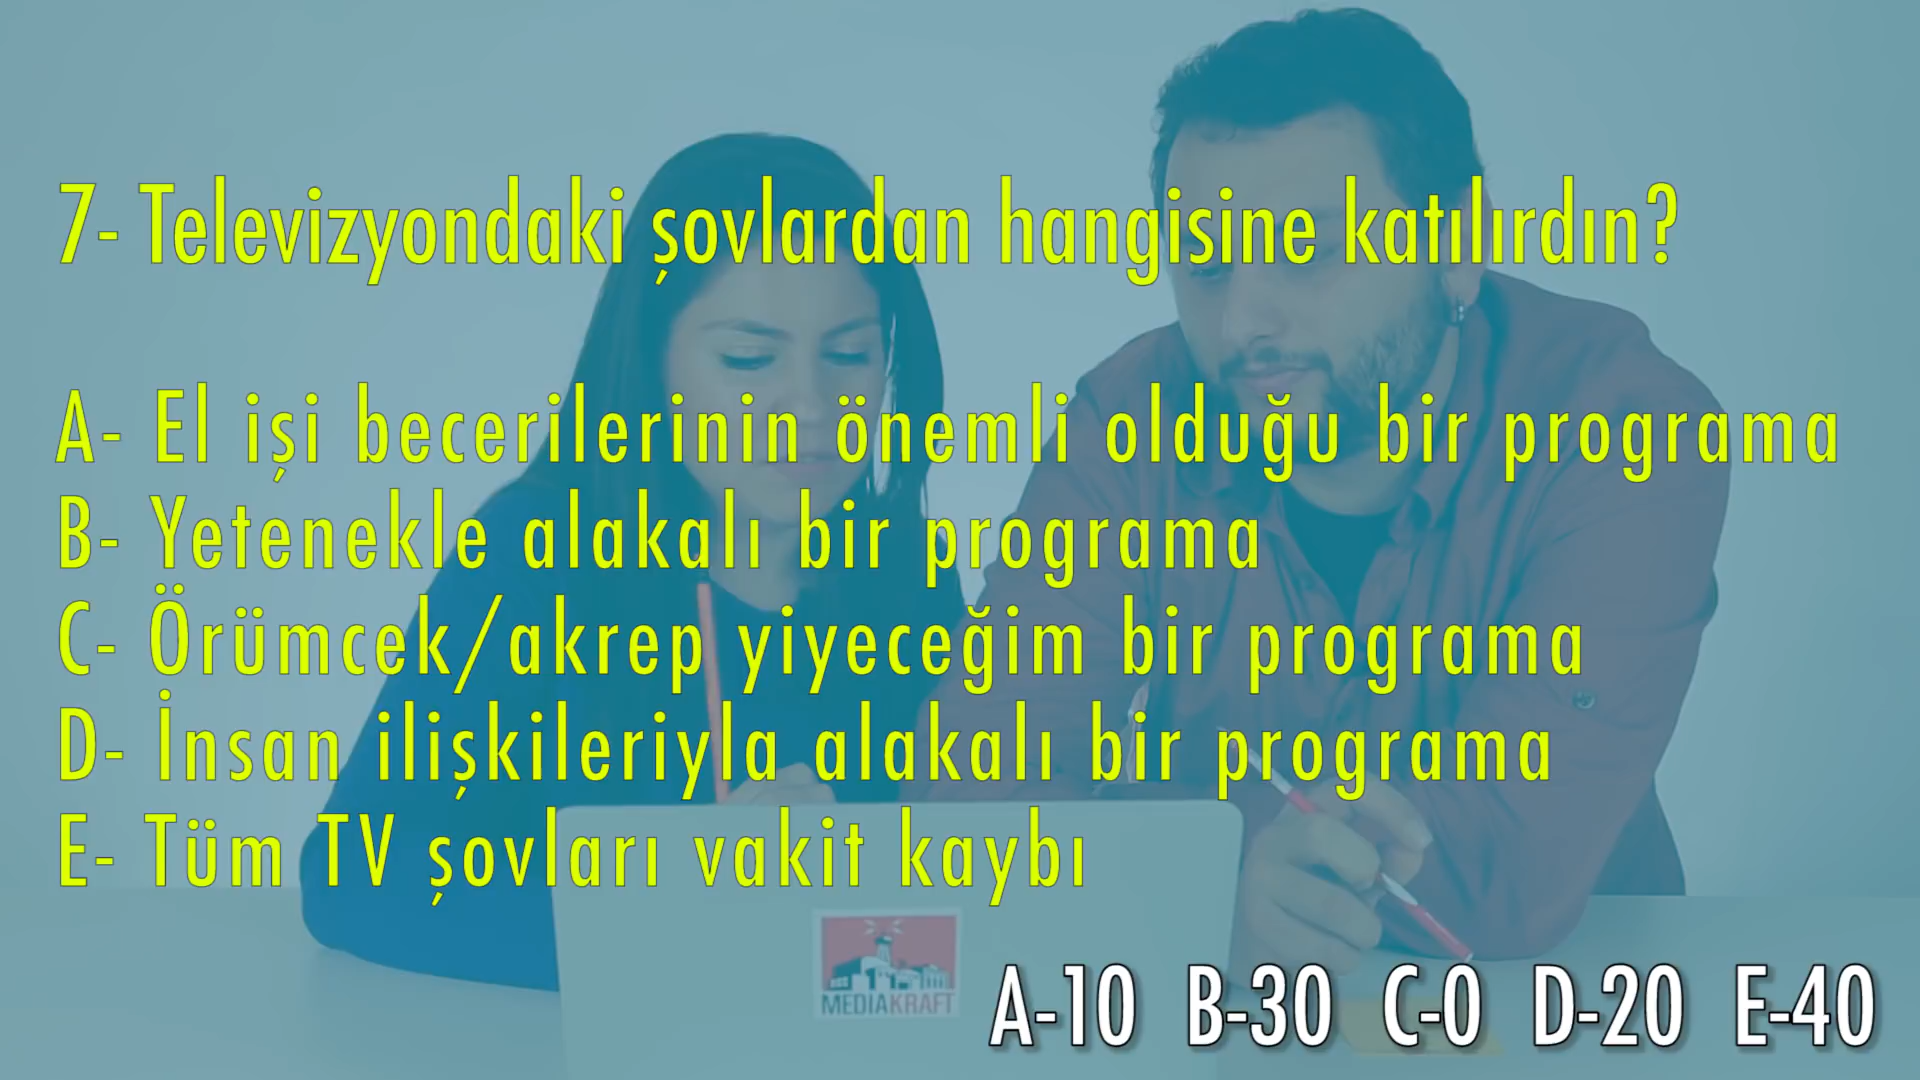 7- Televizyondaki şovlardan hangisine katılırdın?
A- El işi becerilerinin önemli olduğu bir programa
B- Yetenekle alakalı bir programa
C- Örümcek/akrep yiyeceğim bir programa
D- İnsan ilişkileriyla alakalı bir programa
E- Tüm TV şovları vakit kaybı
MEDIAKRAFT
A-10 B-30 C-0 D-20 E-40